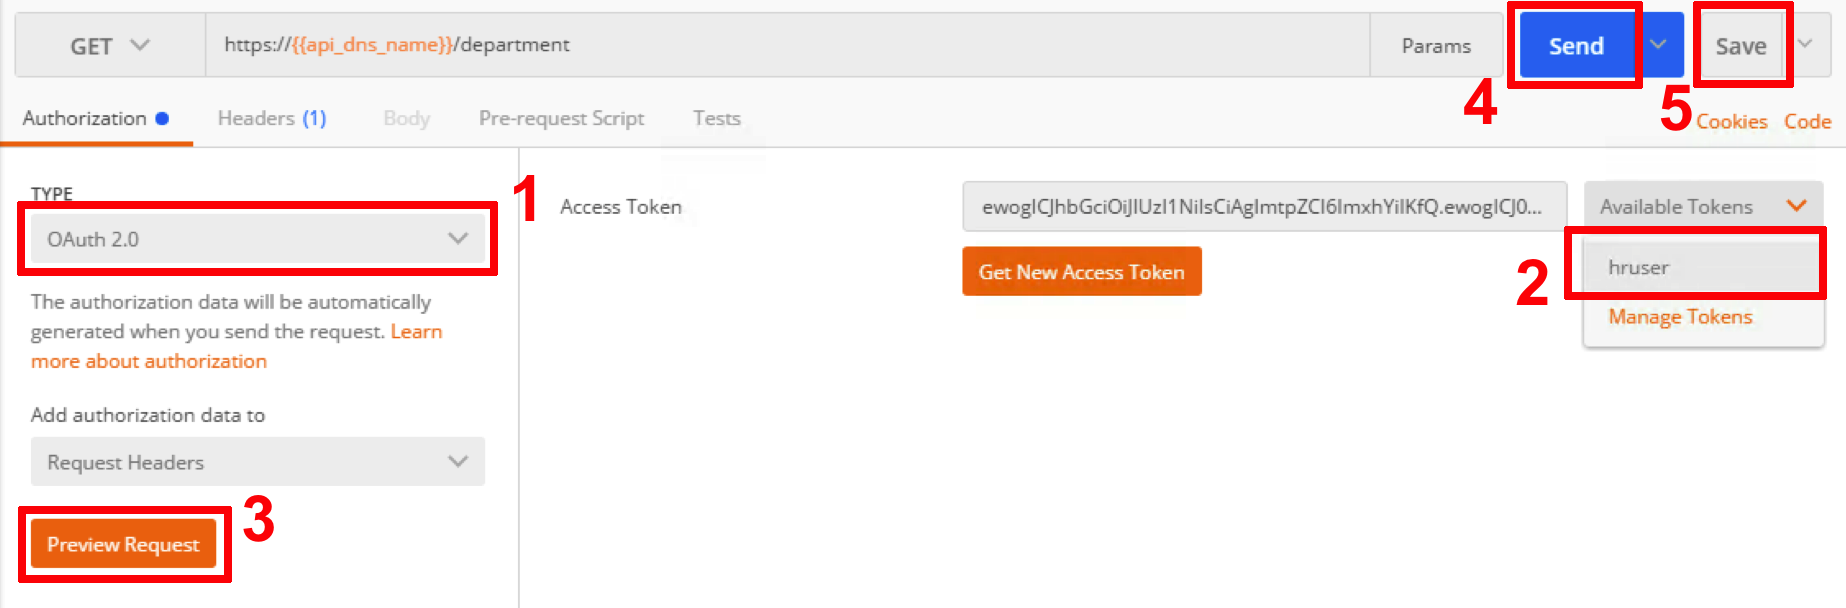 GET
https://{{api_dns_name}}/department
Params
Send
Save
4
5
Authorization
Headers (1)
Body
Pre-request Script
Tests
Cookies
Code
TYPE
1
OAuth 2.0
The authorization data will be automatically
generated when you send the request. Learn
more about authorization
Add authorization data to
Request Headers
Preview Request
3
Access Token
ewogICJhbGciOiJIUzI1NiIsCiAgImtpZCI6ImxhYiIKfQ.ewogICJ0...
Available Tokens
Get New Access Token
2
hruser
Manage Tokens